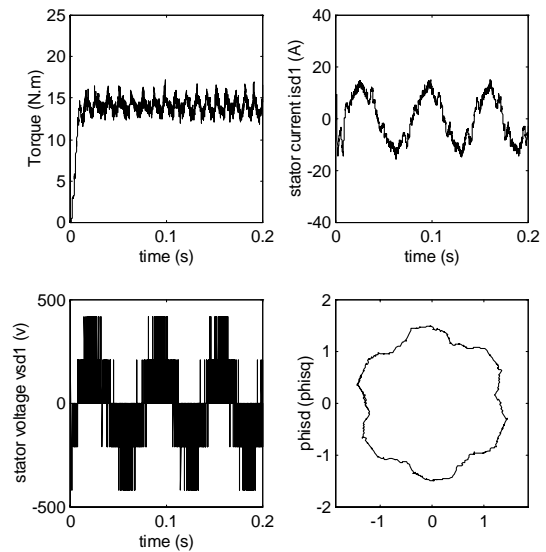 25
20
15
10
5
0
0 0.1 0.2
time (s)
Torque (N.m)
40
20
0
-20
-40
0 0.1 0.2
time (s)
stator current isd1 (A)
500
0
-500
0 0.1 0.2
time (s)
stator voltage vsd1 (v)
2
1
0
-1
-2
-1 0 1
phisd (phisq)